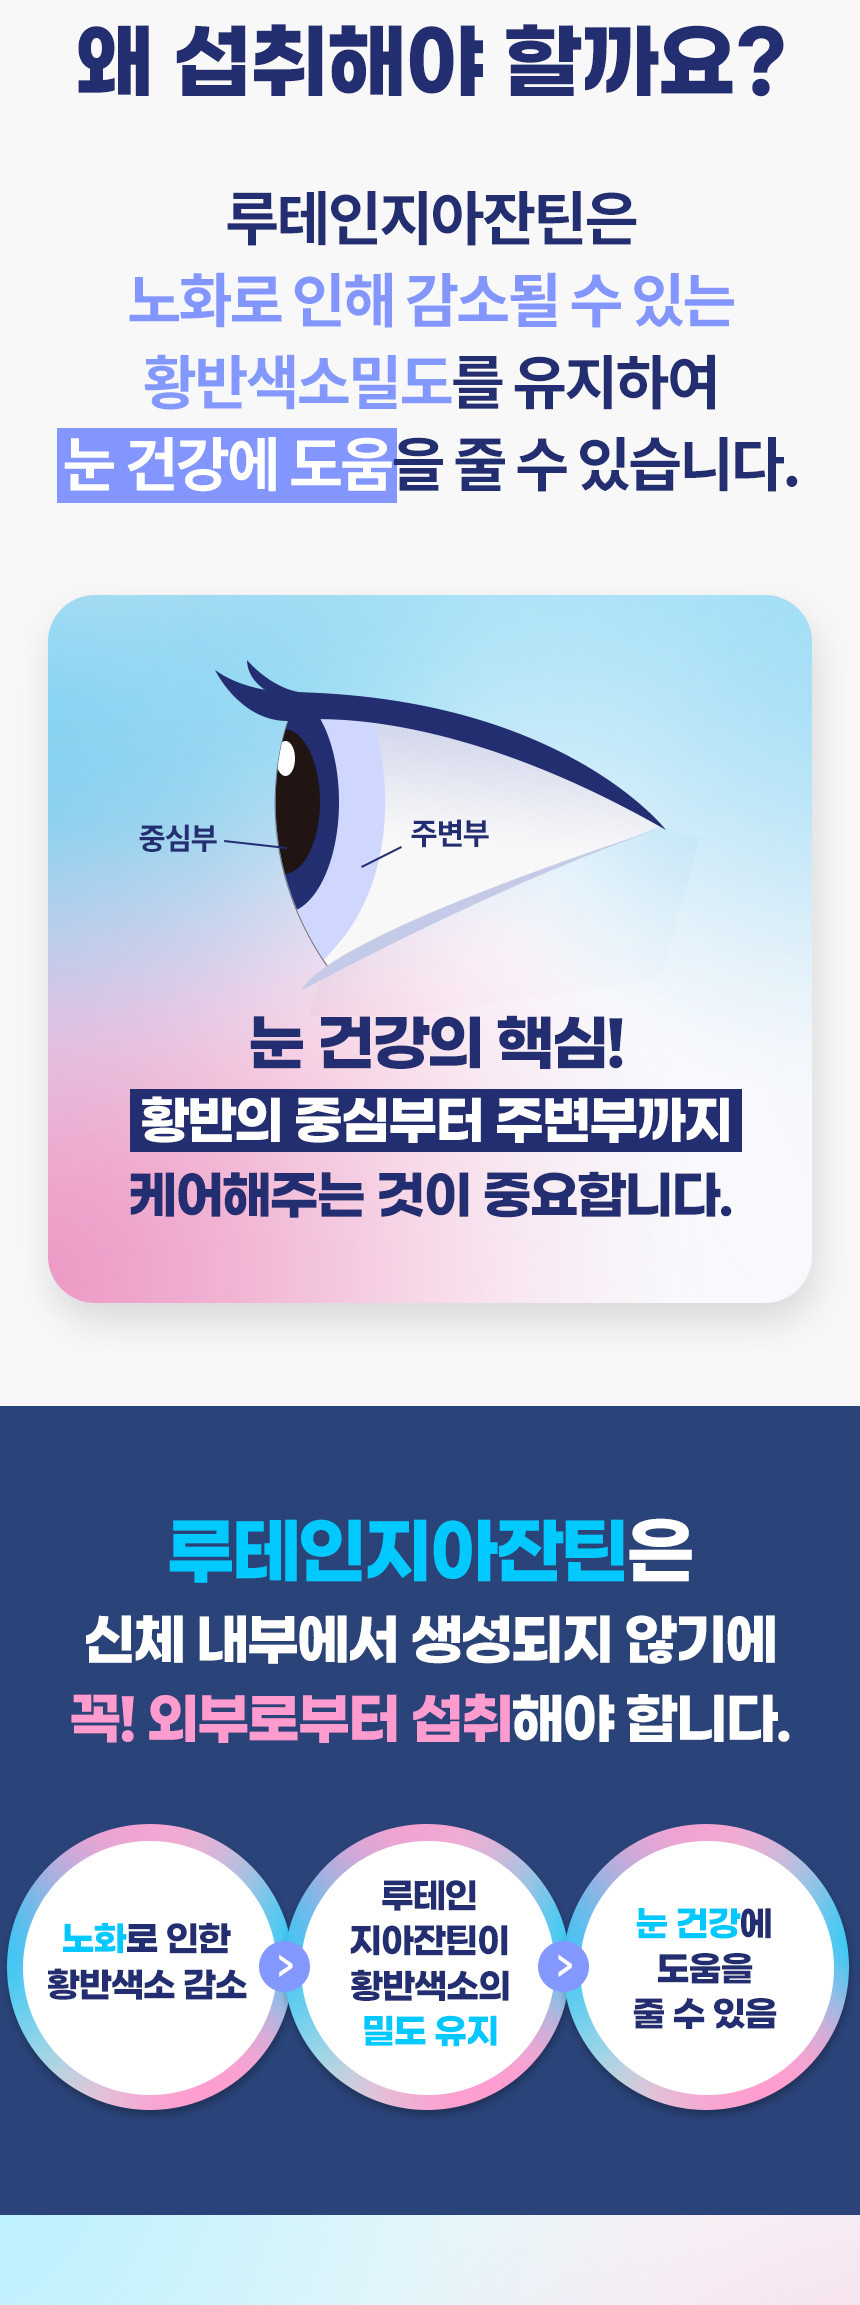 왜 섭취해야 할까요?
루테인지아잔틴은
노화로 인해 감소될 수 있는
황반색소밀도를 유지하여
눈 건강에 도움을 줄 수 있습니다.
중심부
주변부
눈 건강의 핵심!
황반의 중심부터 주변부까지
케어해주는 것이 중요합니다.
루테인지아잔틴은
신체 내부에서 생성되지 않기에
꼭! 외부로부터 섭취해야 합니다.
노화로 인한
황반색소 감소
>
루테인
지아잔틴이
황반색소의
밀도 유지
>
눈 건강에
도움을
줄 수 있음